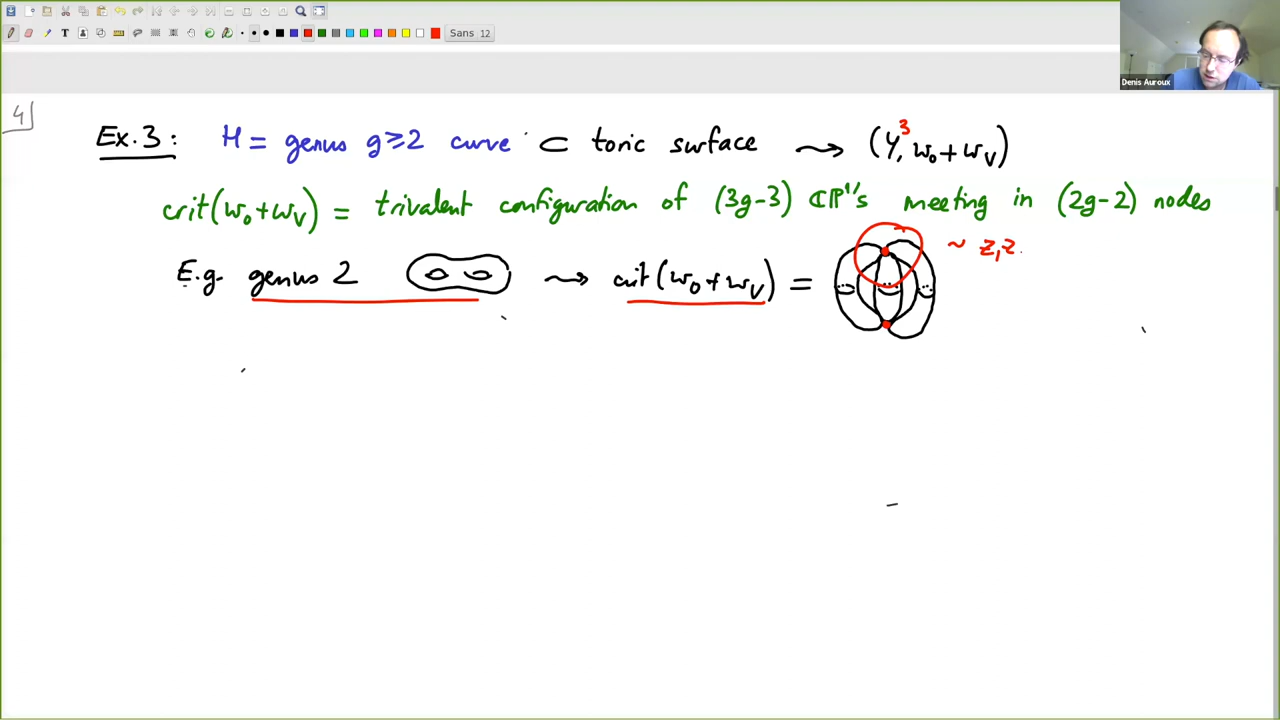 Sans 12
Denis Auroux
4
Ex. 3: H = genus g≥2 curve ⊂ toric surface ⇝ (Y³, w₀+w_V)
crit(w₀+w_V) = trivalent configuration of (3g-3) ℂℙ¹'s meeting in (2g-2) nodes
E.g. genus 2 ⇝ crit(w₀+w_V) = ~ z₁z